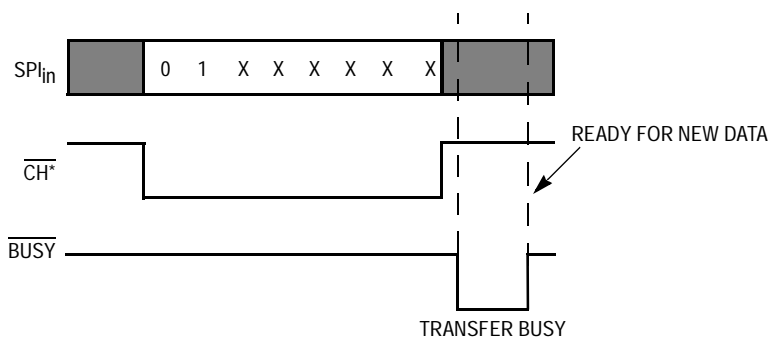 SPIin 0 1 X X X X X X
READY FOR NEW DATA
CH*
BUSY
TRANSFER BUSY